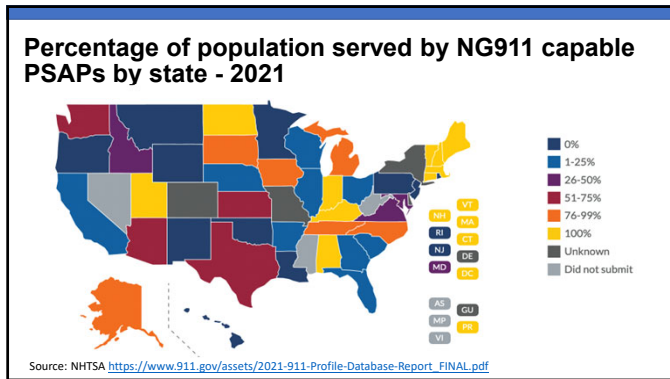 Percentage of population served by NG911 capable
PSAPs by state - 2021
0%
1-25%
26-50%
51-75%
76-99%
100%
Unknown
Did not submit
VT
NH
MA
RI
CT
NJ
DE
MD
DC
AS
GU
MP
PR
VI
Source: NHTSA https://www.911.gov/assets/2021-911-Profile-Database-Report_FINAL.pdf